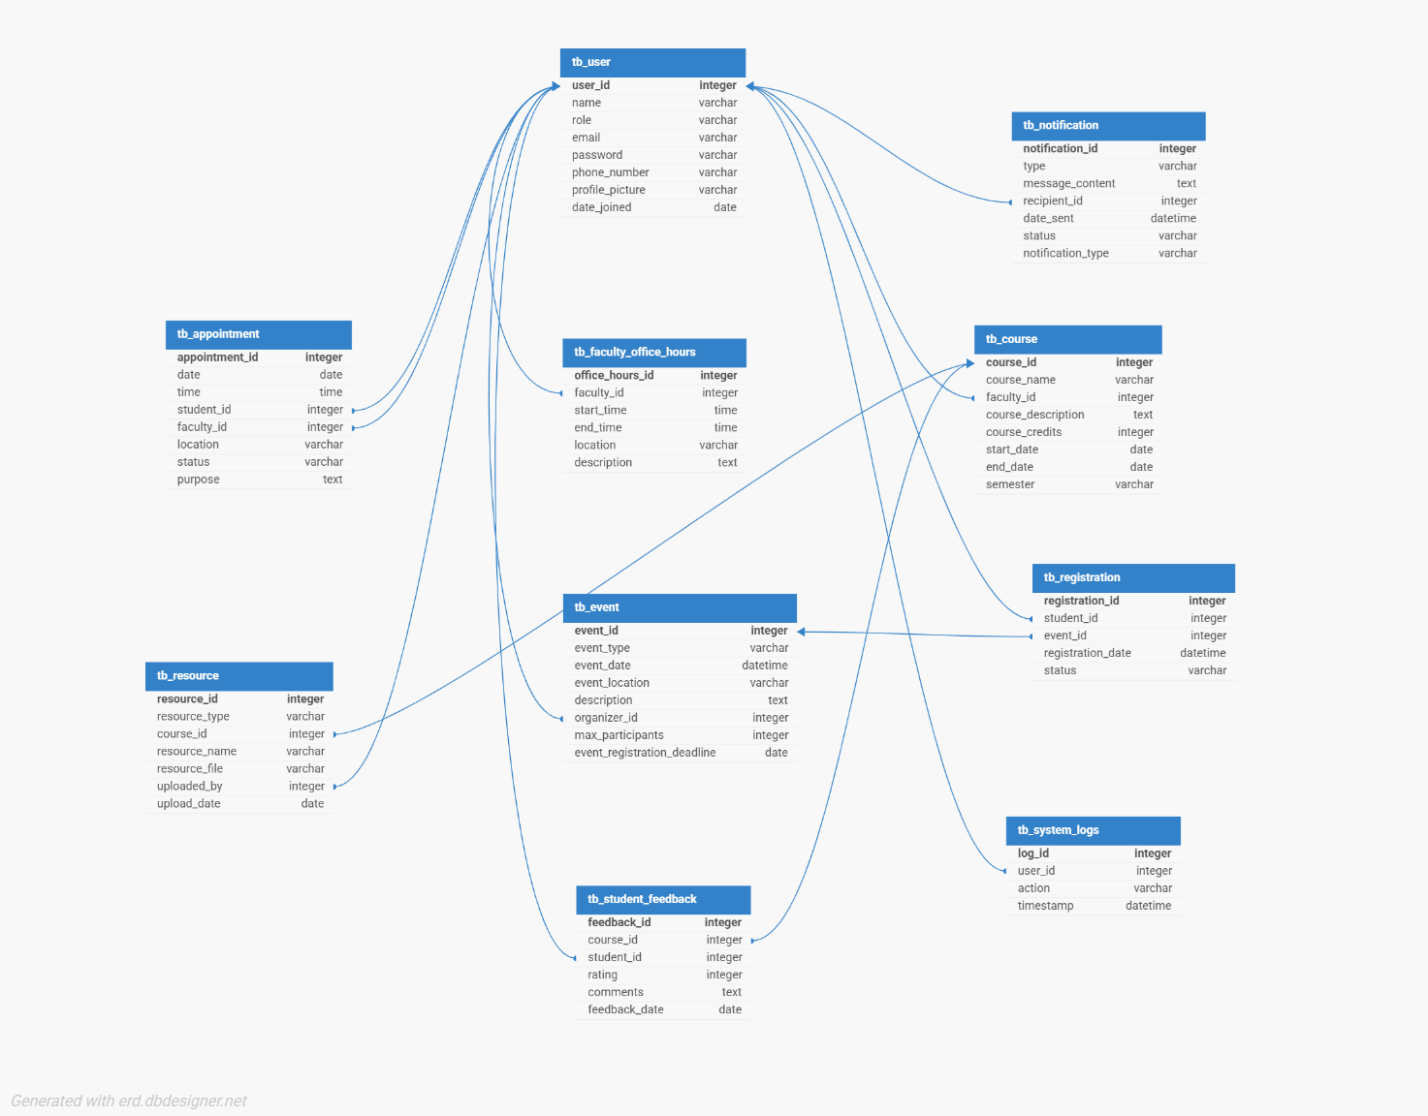 tb_user
user_id integer
name varchar
role varchar
email varchar
password varchar
phone_number varchar
profile_picture varchar
date_joined date
tb_notification
notification_id integer
type varchar
message_content text
recipient_id integer
date_sent datetime
status varchar
notification_type varchar
tb_appointment
appointment_id integer
date date
time time
student_id integer
faculty_id integer
location varchar
status varchar
purpose text
tb_faculty_office_hours
office_hours_id integer
faculty_id integer
start_time time
end_time time
location varchar
description text
tb_course
course_id integer
course_name varchar
faculty_id integer
course_description text
course_credits integer
start_date date
end_date date
semester varchar
tb_registration
registration_id integer
student_id integer
event_id integer
registration_date datetime
status varchar
tb_event
event_id integer
event_type varchar
event_date datetime
event_location varchar
description text
organizer_id integer
max_participants integer
event_registration_deadline date
tb_resource
resource_id integer
resource_type varchar
course_id integer
resource_name varchar
resource_file varchar
uploaded_by integer
upload_date date
tb_system_logs
log_id integer
user_id integer
action varchar
timestamp datetime
tb_student_feedback
feedback_id integer
course_id integer
student_id integer
rating integer
comments text
feedback_date date
Generated with erd.dbdesigner.net